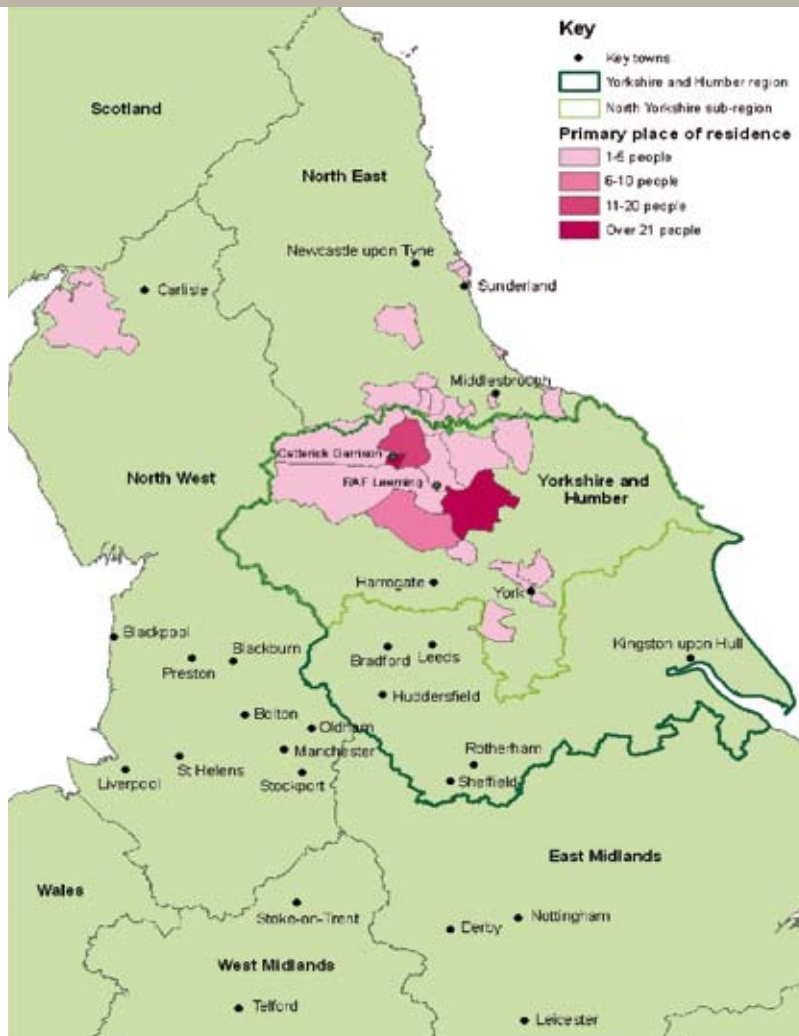 Key
Key towns
Yorkshire and Humber region
North Yorkshire sub-region
Primary place of residence
1-5 people
6-10 people
11-20 people
Over 21 people
Scotland
North East
Newcastle upon Tyne
Carlisle
Sunderland
Middlesbrough
Catterick Garrison
North West
RAF Leeming
Yorkshire and
Humber
Harrogate
York
Blackpool
Blackburn
Preston
Bradford
Leeds
Kingston upon Hull
Huddersfield
Bolton
Oldham
Manchester
Rotherham
St Helens
Liverpool
Stockport
Sheffield
East Midlands
Wales
Stoke-on-Trent
Nottingham
Derby
West Midlands
Telford
Leicester